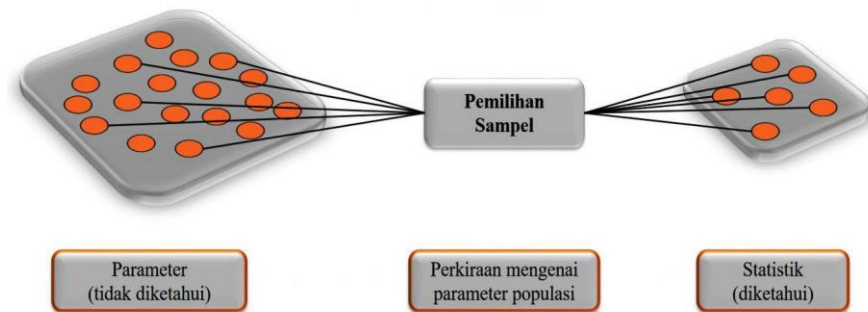 Pemilihan
Sampel
Parameter
(tidak diketahui)
Perkiraan mengenai
parameter populasi
Statistik
(diketahui)